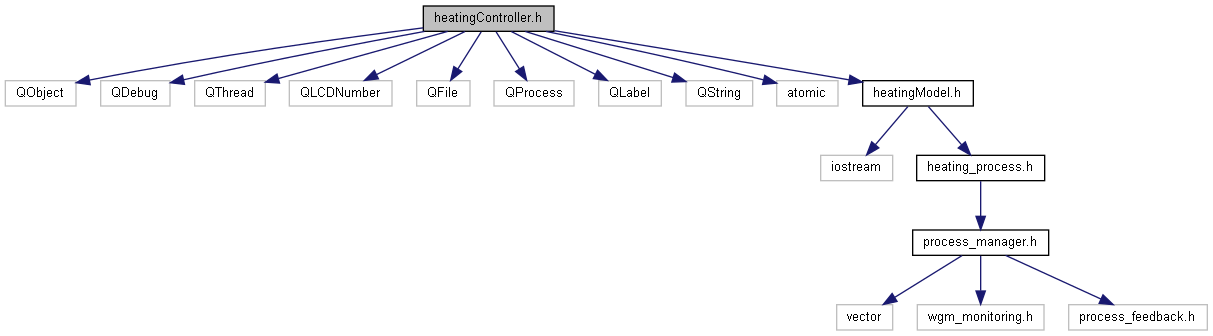 heatingController.h
QObject
QDebug
QThread
QLCDNumber
QFile
QProcess
QLabel
QString
atomic
heatingModel.h
iostream
heating_process.h
process_manager.h
vector
wgm_monitoring.h
process_feedback.h